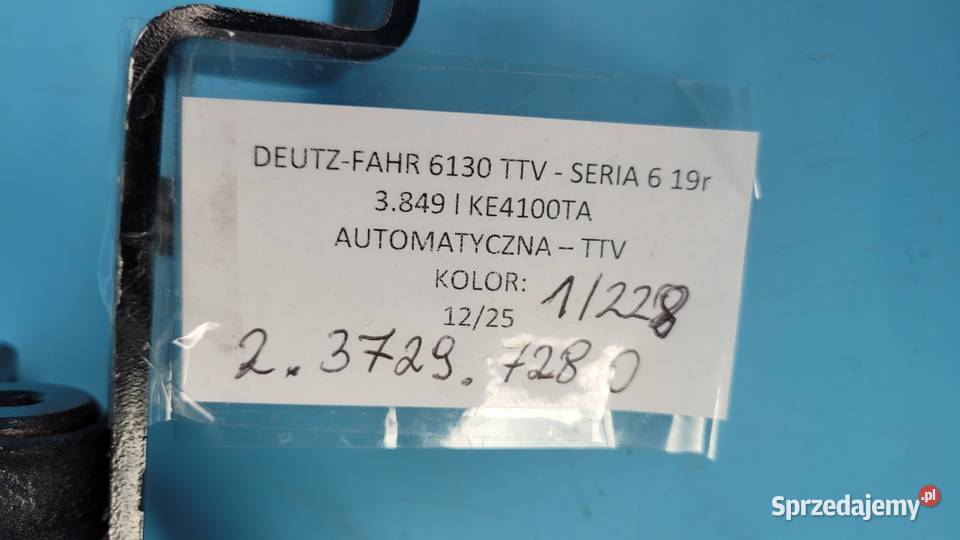 DEUTZ-FAHR 6130 TTV - SERIA 6 19r
3.849 l KE4100TA
AUTOMATYCZNA – TTV
KOLOR:
12/25 1/228
2.3729.728 0
Sprzedajemy.pl